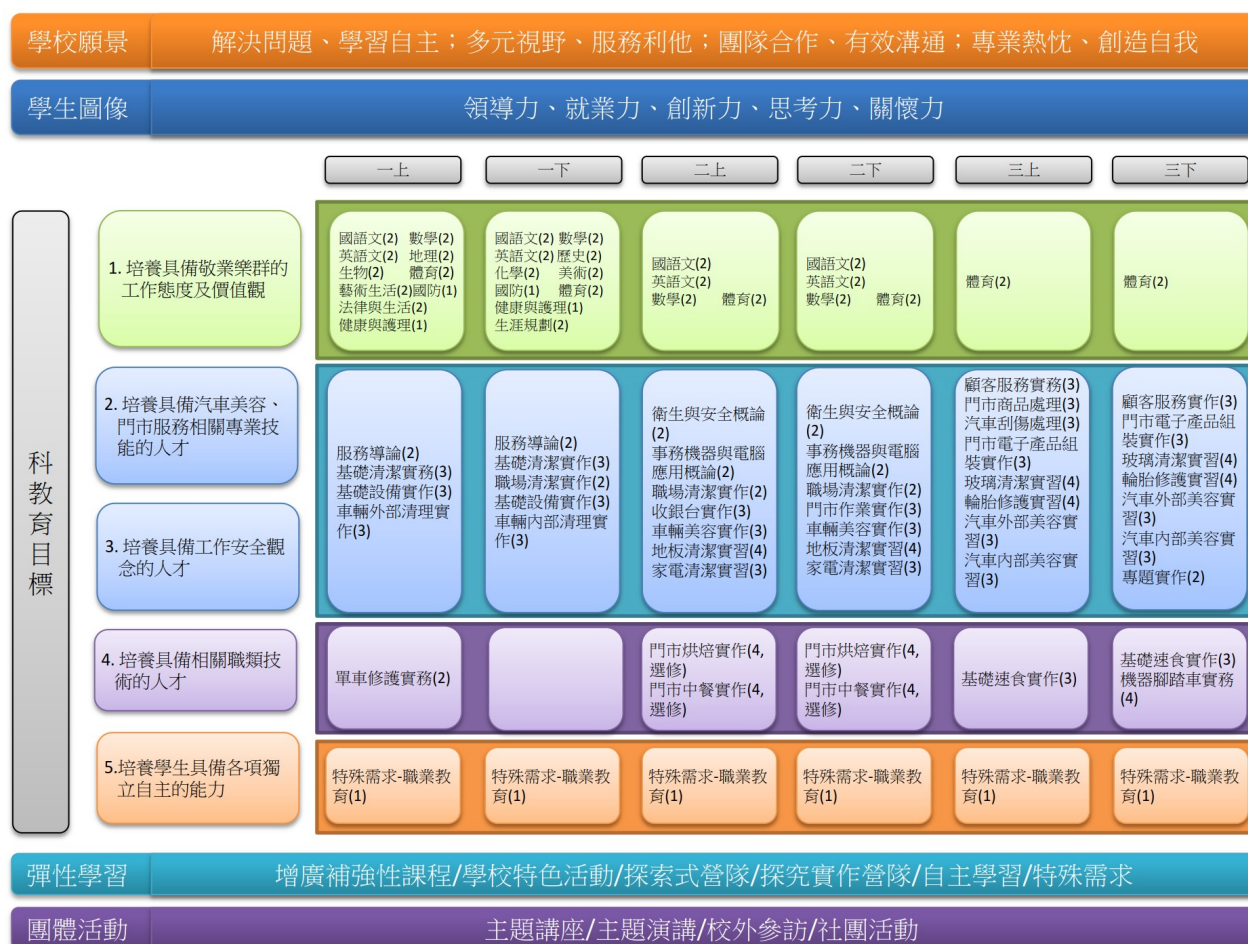 學校願景
解決問題、學習自主；多元視野、服務利他；團隊合作、有效溝通；專業熱忱、創造自我
學生圖像
領導力、就業力、創新力、思考力、關懷力
一上
一下
二上
二下
三上
三下
科教育目標
1. 培養具備敬業樂群的
工作態度及價值觀
國語文(2) 數學(2)
英語文(2) 地理(2)
生物(2) 體育(2)
藝術生活(2)國防(1)
法律與生活(2)
健康與護理(1)
國語文(2) 數學(2)
英語文(2) 歷史(2)
化學(2) 美術(2)
國防(1) 體育(2)
健康與護理(1)
生涯規劃(2)
國語文(2)
英語文(2)
數學(2) 體育(2)
國語文(2)
英語文(2)
數學(2) 體育(2)
體育(2)
體育(2)
2. 培養具備汽車美容、
門市服務相關專業技
能的人才
3. 培養具備工作安全觀
念的人才
服務導論(2)
基礎清潔實務(3)
基礎設備實作(3)
車輛外部清理實
作(3)
服務導論(2)
基礎清潔實作(3)
職場清潔實作(2)
基礎設備實作(3)
車輛內部清理實
作(3)
衛生與安全概論
(2)
事務機器與電腦
應用概論(2)
職場清潔實作(2)
收銀台實作(3)
車輛美容實作(3)
地板清潔實習(4)
家電清潔實習(3)
衛生與安全概論
(2)
事務機器與電腦
應用概論(2)
職場清潔實作(2)
門市作業實作(3)
車輛美容實作(3)
地板清潔實習(4)
家電清潔實習(3)
顧客服務實務(3)
門市商品處理(3)
汽車刮傷處理(3)
門市電子產品組
裝實作(3)
玻璃清潔實習(4)
輪胎修護實習(4)
汽車外部美容實
習(3)
汽車內部美容實
習(3)
顧客服務實作(3)
門市電子產品組
裝實作(3)
玻璃清潔實習(4)
輪胎修護實習(4)
汽車外部美容實
習(3)
汽車內部美容實
習(3)
專題實作(2)
4. 培養具備相關職類技
術的人才
單車修護實務(2)
門市烘焙實作(4,
選修)
門市中餐實作(4,
選修)
門市烘焙實作(4,
選修)
門市中餐實作(4,
選修)
基礎速食實作(3)
基礎速食實作(3)
機器腳踏車實務
(4)
5.培養學生具備各項獨
立自主的能力
特殊需求-職業教
育(1)
特殊需求-職業教
育(1)
特殊需求-職業教
育(1)
特殊需求-職業教
育(1)
特殊需求-職業教
育(1)
特殊需求-職業教
育(1)
彈性學習
增廣補強性課程/學校特色活動/探索式營隊/探究實作營隊/自主學習/特殊需求
團體活動
主題講座/主題演講/校外參訪/社團活動